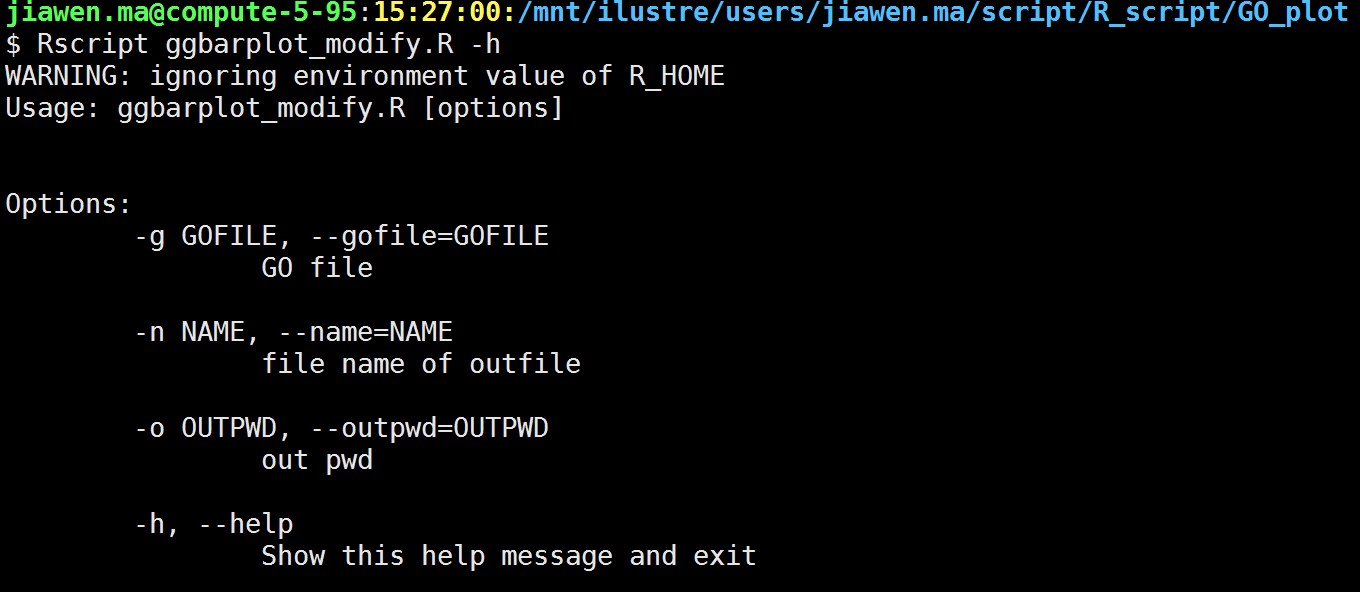 jiawen.ma@compute-5-95:15:27:00:/mnt/ilustre/users/jiawen.ma/script/R_script/GO_plot
$ Rscript ggbarplot_modify.R -h
WARNING: ignoring environment value of R_HOME
Usage: ggbarplot_modify.R [options]
Options:
-g GOFILE, --gofile=GOFILE
GO file
-n NAME, --name=NAME
file name of outfile
-o OUTPWD, --outpwd=OUTPWD
out pwd
-h, --help
Show this help message and exit